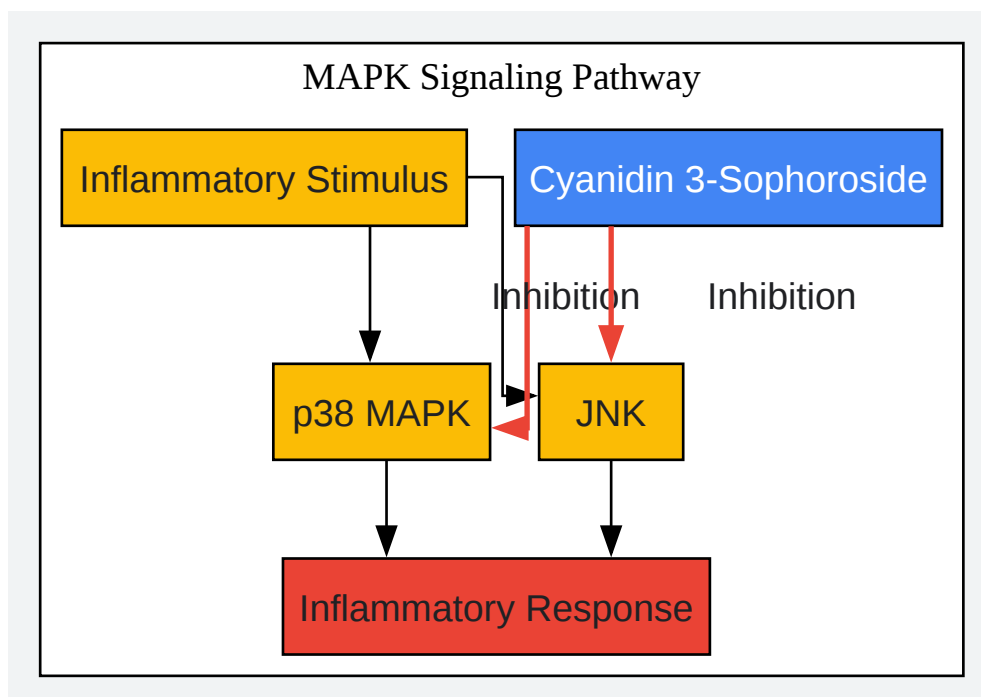 MAPK Signaling Pathway
Inflammatory Stimulus
Cyanidin 3-Sophoroside
Inhibition
Inhibition
p38 MAPK
JNK
Inflammatory Response